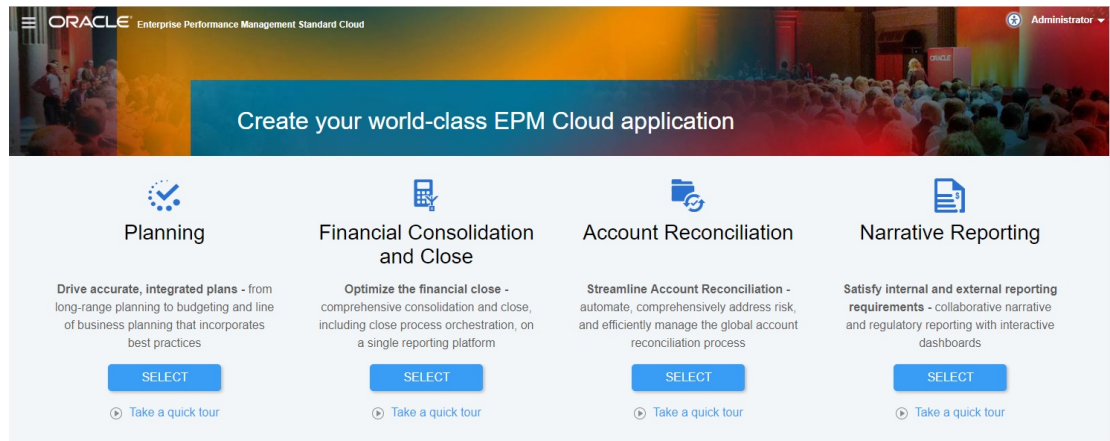 ORACLE Enterprise Performance Management Standard Cloud
Administrator
ORACLE
Create your world-class EPM Cloud application
Planning
Drive accurate, integrated plans - from
long-range planning to budgeting and line
of business planning that incorporates
best practices
SELECT
Take a quick tour
Financial Consolidation
and Close
Optimize the financial close -
comprehensive consolidation and close,
including close process orchestration, on
a single reporting platform
SELECT
Take a quick tour
Account Reconciliation
Streamline Account Reconciliation -
automate, comprehensively address risk,
and efficiently manage the global account
reconciliation process
SELECT
Take a quick tour
Narrative Reporting
Satisfy internal and external reporting
requirements - collaborative narrative
and regulatory reporting with interactive
dashboards
SELECT
Take a quick tour